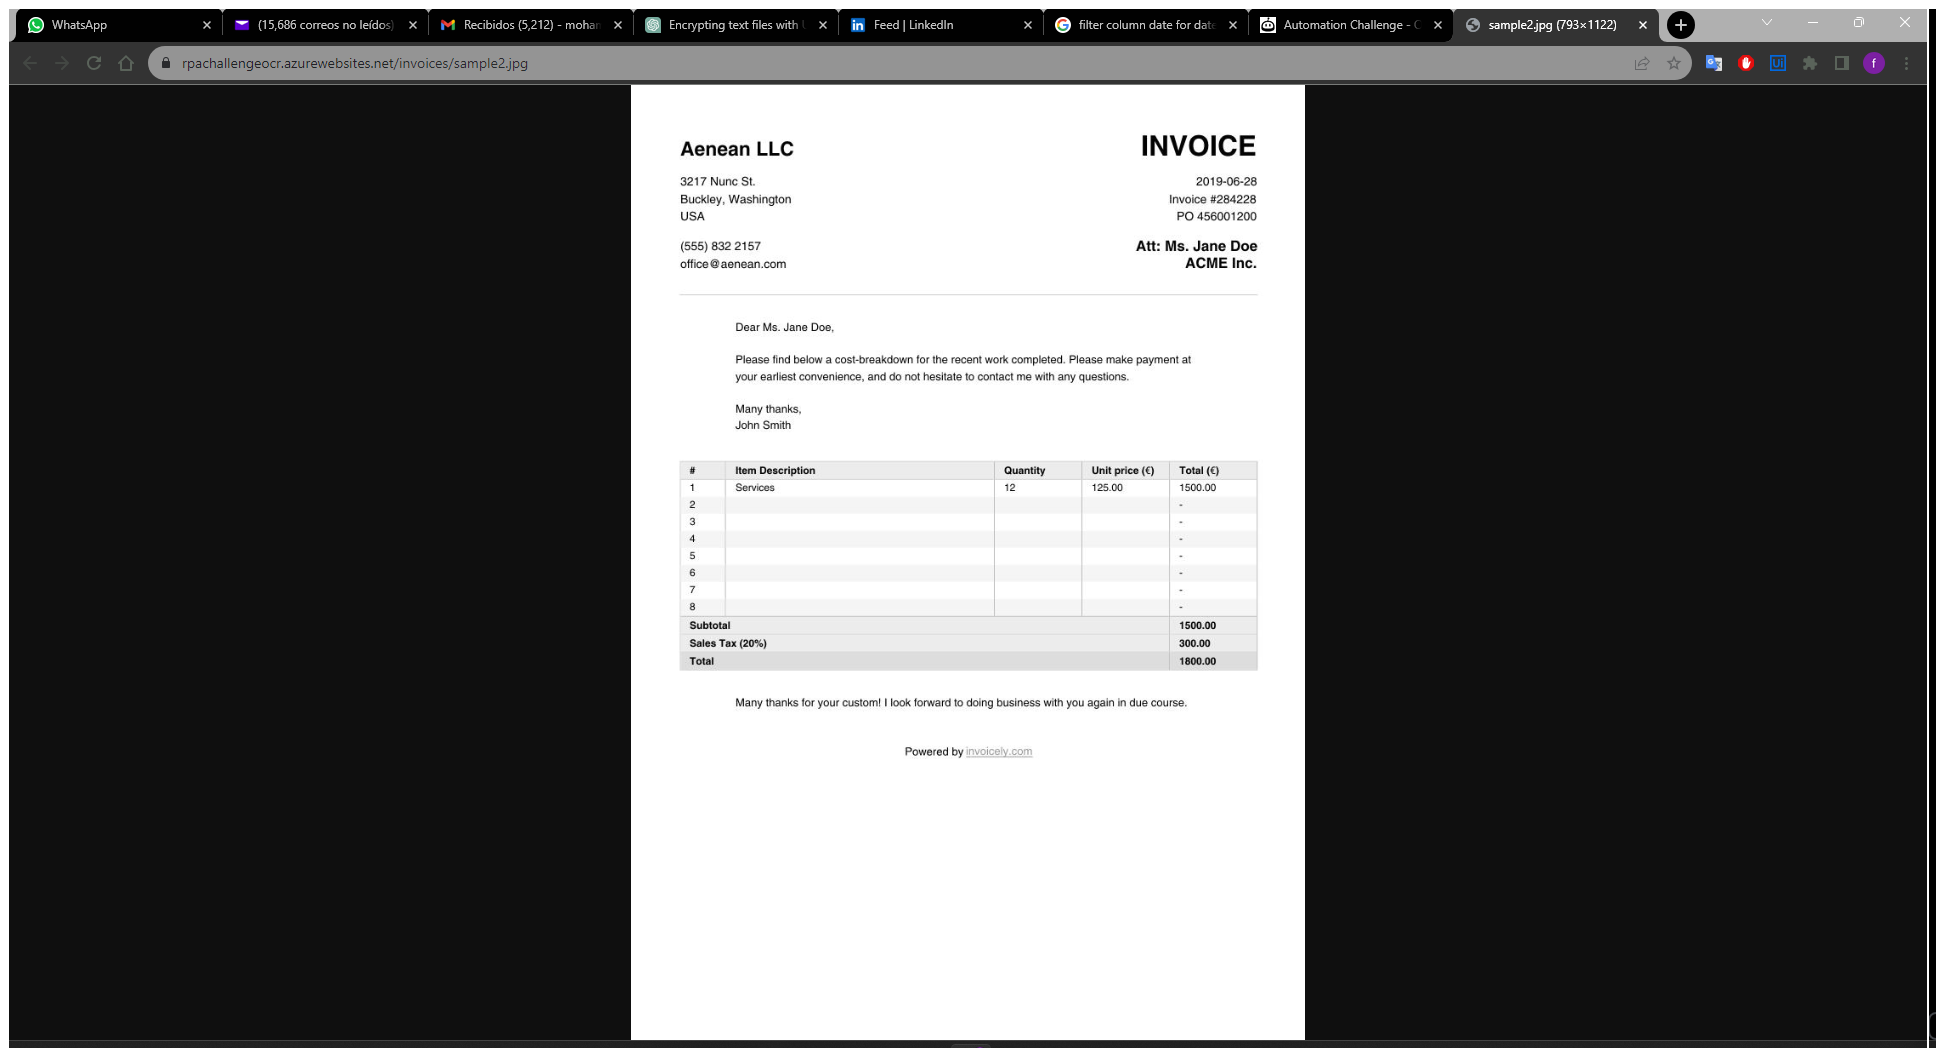 WhatsApp
(15,686 correos no leídos)
Recibidos (5,212) - mohan
Encrypting text files with
Feed | LinkedIn
filter column date for date
Automation Challenge - C
sample2.jpg (793×1122)
rpachallengeocr.azurewebsites.net/invoices/sample2.jpg
Ui
f
Aenean LLC
INVOICE
3217 Nunc St.
Buckley, Washington
USA
2019-06-28
Invoice #284228
PO 456001200
(555) 832 2157
office@aenean.com
Att: Ms. Jane Doe
ACME Inc.
Dear Ms. Jane Doe,
Please find below a cost-breakdown for the recent work completed. Please make payment at
your earliest convenience, and do not hesitate to contact me with any questions.
Many thanks,
John Smith
# Item Description Quantity Unit price (€) Total (€)
1 Services 12 125.00 1500.00
2 -
3 -
4 -
5 -
6 -
7 -
8 -
Subtotal 1500.00
Sales Tax (20%) 300.00
Total 1800.00
Many thanks for your custom! I look forward to doing business with you again in due course.
Powered by invoicely.com